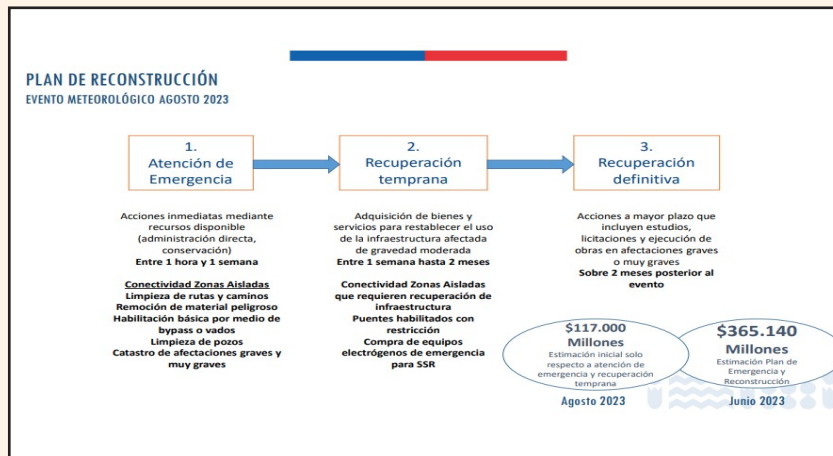 PLAN DE RECONSTRUCCIÓN
EVENTO METEOROLÓGICO AGOSTO 2023
1.
Atención de
Emergencia
2.
Recuperación
temprana
3.
Recuperación
definitiva
Acciones inmediatas mediante
recursos disponible
(administración directa,
conservación)
Entre 1 hora y 1 semana
Conectividad Zonas Aisladas
Limpieza de rutas y caminos
Remoción de material peligroso
Habilitación básica por medio de
bypass o vados
Limpieza de pozos
Catastro de afectaciones graves y
muy graves
Adquisición de bienes y
servicios para restablecer el uso
de la infraestructura afectada
de gravedad moderada
Entre 1 semana hasta 2 meses
Conectividad Zonas Aisladas
que requieren recuperación de
infraestructura
Puentes habilitados con
restricción
Compra de equipos
electrógenos de emergencia
para SSR
Acciones a mayor plazo que
incluyen estudios,
licitaciones y ejecución de
obras en afectaciones graves
o muy graves
Sobre 2 meses posterior al
evento
$117.000
Millones
Estimación inicial solo
respecto a atención de
emergencia y recuperación
temprana
Agosto 2023
$365.140
Millones
Estimación Plan de
Emergencia y
Reconstrucción
Junio 2023